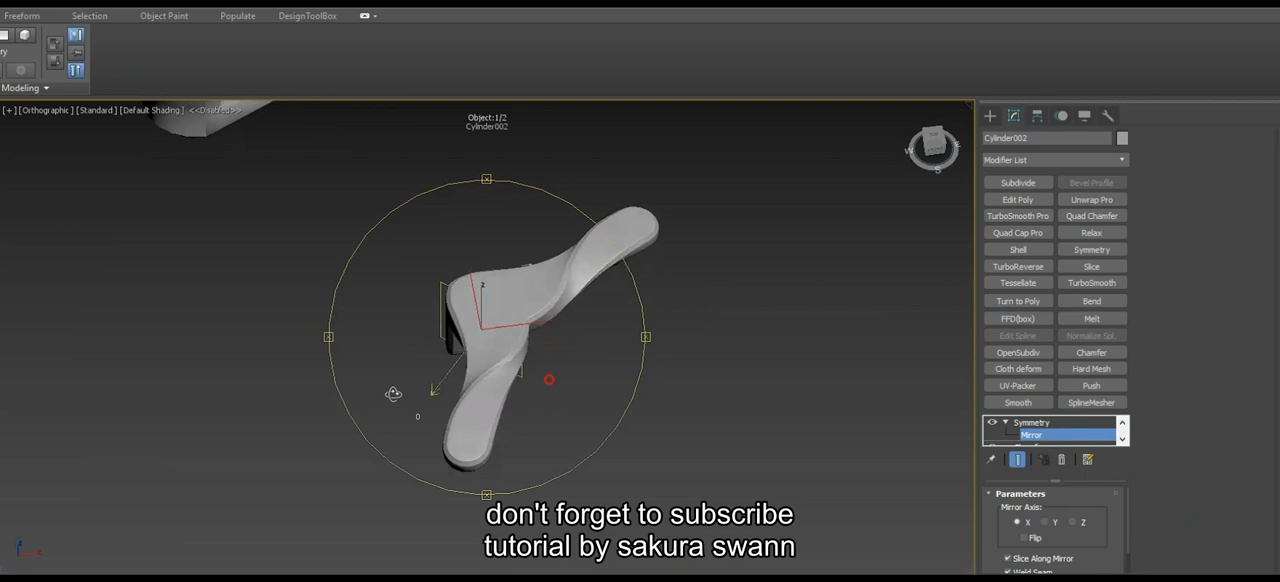 Freeform Selection Object Paint Populate DesignToolBox
Modeling
[+] [Orthographic] [Standard] [Default Shading] <<Disabled>>
Object:1/2
Cylinder002
Cylinder002
Modifier List
Subdivide Bevel Profile
Edit Poly Unwrap Pro
TurboSmooth Pro Quad Chamfer
Quad Cap Pro Relax
Shell Symmetry
TurboReverse Slice
Tessellate TurboSmooth
Turn to Poly Bend
FFD(box) Melt
Edit Spline Normalize Spl.
OpenSubdiv Chamfer
Cloth deform Hard Mesh
UV-Packer Push
Smooth SplineMesher
Symmetry
Mirror
Parameters
Mirror Axis:
X Y Z
Flip
Slice Along Mirror
Weld Seam
W
S
z
0
don't forget to subscribe
tutorial by sakura swann